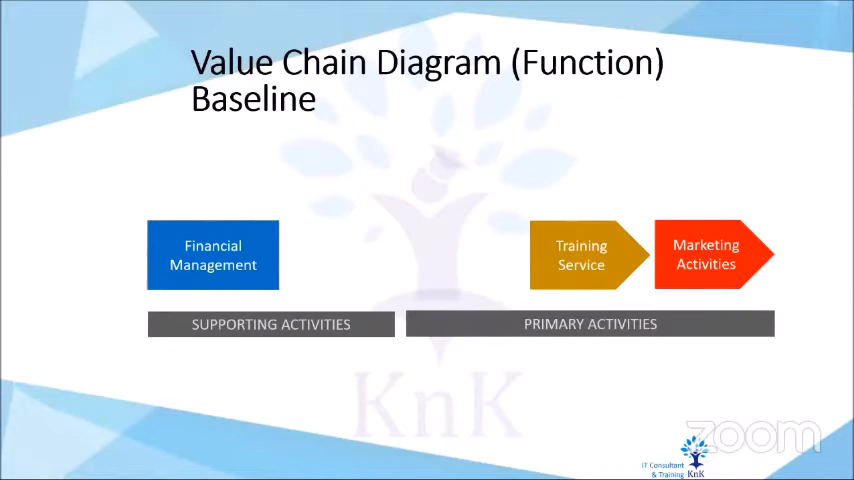 Value Chain Diagram (Function)
Baseline
Financial
Management
Training
Service
Marketing
Activities
SUPPORTING ACTIVITIES
PRIMARY ACTIVITIES
KnK
zoom
IT Consultant
& Training KnK